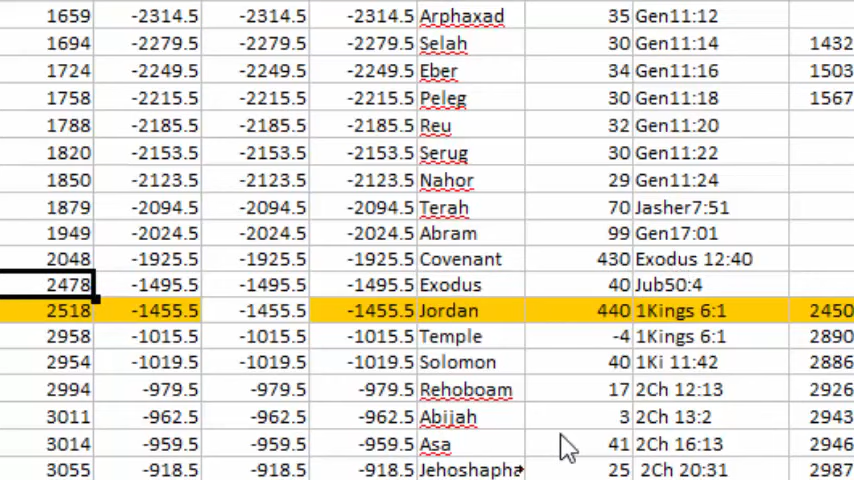 1659 -2314.5 -2314.5 -2314.5 Arphaxad 35 Gen11:12
1694 -2279.5 -2279.5 -2279.5 Selah 30 Gen11:14 1432
1724 -2249.5 -2249.5 -2249.5 Eber 34 Gen11:16 1503
1758 -2215.5 -2215.5 -2215.5 Peleg 30 Gen11:18 1567
1788 -2185.5 -2185.5 -2185.5 Reu 32 Gen11:20
1820 -2153.5 -2153.5 -2153.5 Serug 30 Gen11:22
1850 -2123.5 -2123.5 -2123.5 Nahor 29 Gen11:24
1879 -2094.5 -2094.5 -2094.5 Terah 70 Jasher7:51
1949 -2024.5 -2024.5 -2024.5 Abram 99 Gen17:01
2048 -1925.5 -1925.5 -1925.5 Covenant 430 Exodus 12:40
2478 -1495.5 -1495.5 -1495.5 Exodus 40 Jub50:4
2518 -1455.5 -1455.5 -1455.5 Jordan 440 1Kings 6:1 2450
2958 -1015.5 -1015.5 -1015.5 Temple -4 1Kings 6:1 2890
2954 -1019.5 -1019.5 -1019.5 Solomon 40 1Ki 11:42 2886
2994 -979.5 -979.5 -979.5 Rehoboam 17 2Ch 12:13 2926
3011 -962.5 -962.5 -962.5 Abijah 3 2Ch 13:2 2943
3014 -959.5 -959.5 -959.5 Asa 41 2Ch 16:13 2946
3055 -918.5 -918.5 -918.5 Jehoshapha 25 2Ch 20:31 2987